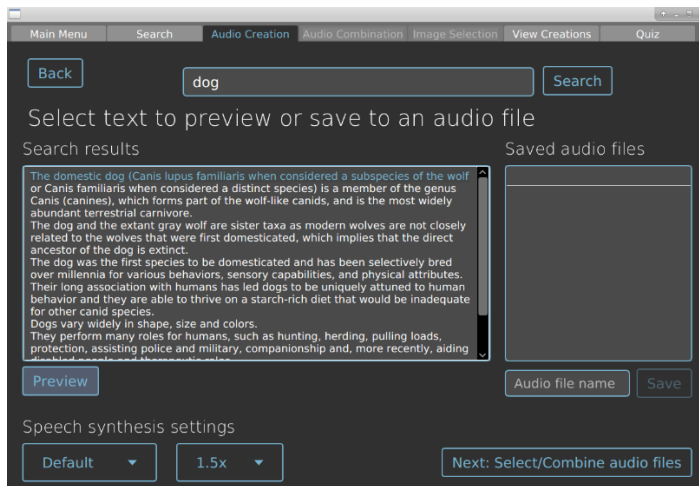 Main Menu Search Audio Creation Audio Combination Image Selection View Creations Quiz
Back
dog
Search
Select text to preview or save to an audio file
Search results
Saved audio files
The domestic dog (Canis lupus familiaris when considered a subspecies of the wolf
or Canis familiaris when considered a distinct species) is a member of the genus
Canis (canines), which forms part of the wolf-like canids, and is the most widely
abundant terrestrial carnivore.
The dog and the extant gray wolf are sister taxa as modern wolves are not closely
related to the wolves that were first domesticated, which implies that the direct
ancestor of the dog is extinct.
The dog was the first species to be domesticated and has been selectively bred
over millennia for various behaviors, sensory capabilities, and physical attributes.
Their long association with humans has led dogs to be uniquely attuned to human
behavior and they are able to thrive on a starch-rich diet that would be inadequate
for other canid species.
Dogs vary widely in shape, size and colors.
They perform many roles for humans, such as hunting, herding, pulling loads,
protection, assisting police and military, companionship and, more recently, aiding
Preview
Audio file name
Save
Speech synthesis settings
Default
1.5x
Next: Select/Combine audio files